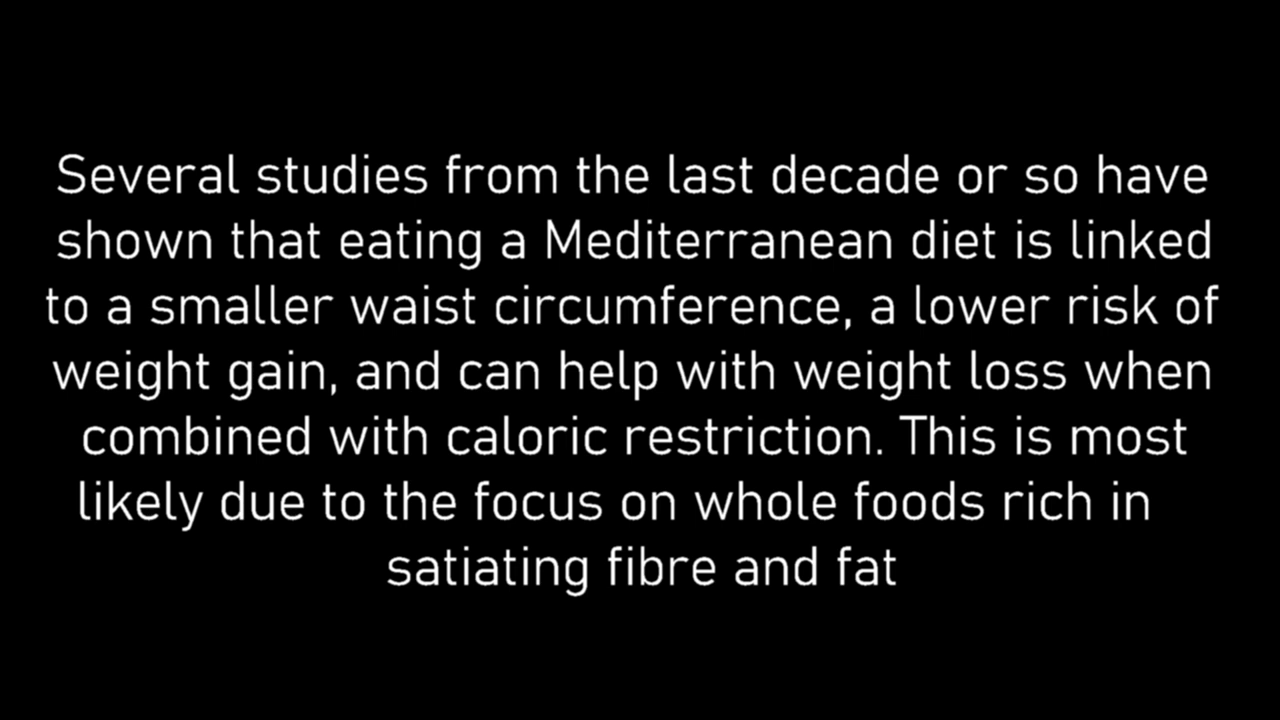 Several studies from the last decade or so have
shown that eating a Mediterranean diet is linked
to a smaller waist circumference, a lower risk of
weight gain, and can help with weight loss when
combined with caloric restriction. This is most
likely due to the focus on whole foods rich in
satiating fibre and fat